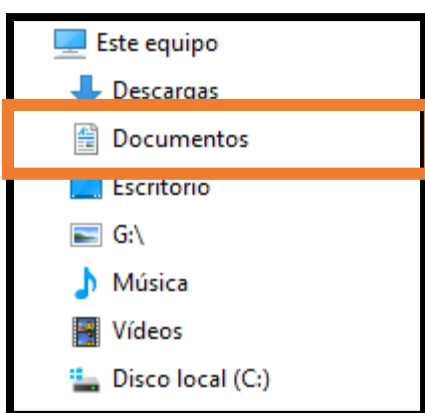 Este equipo
Descargas
Documentos
Escritorio
G:\
Música
Vídeos
Disco local (C:)